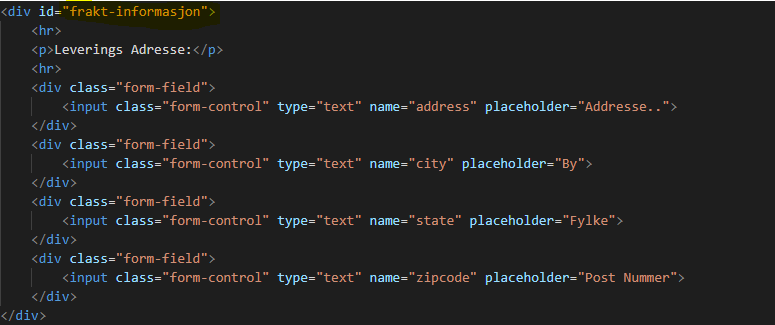 <div id="frakt-informasjon">
<hr>
<p>Leverings Adresse:</p>
<hr>
<div class="form-field">
<input class="form-control" type="text" name="address" placeholder="Addresse..">
</div>
<div class="form-field">
<input class="form-control" type="text" name="city" placeholder="By">
</div>
<div class="form-field">
<input class="form-control" type="text" name="state" placeholder="Fylke">
</div>
<div class="form-field">
<input class="form-control" type="text" name="zipcode" placeholder="Post Nummer">
</div>
</div>